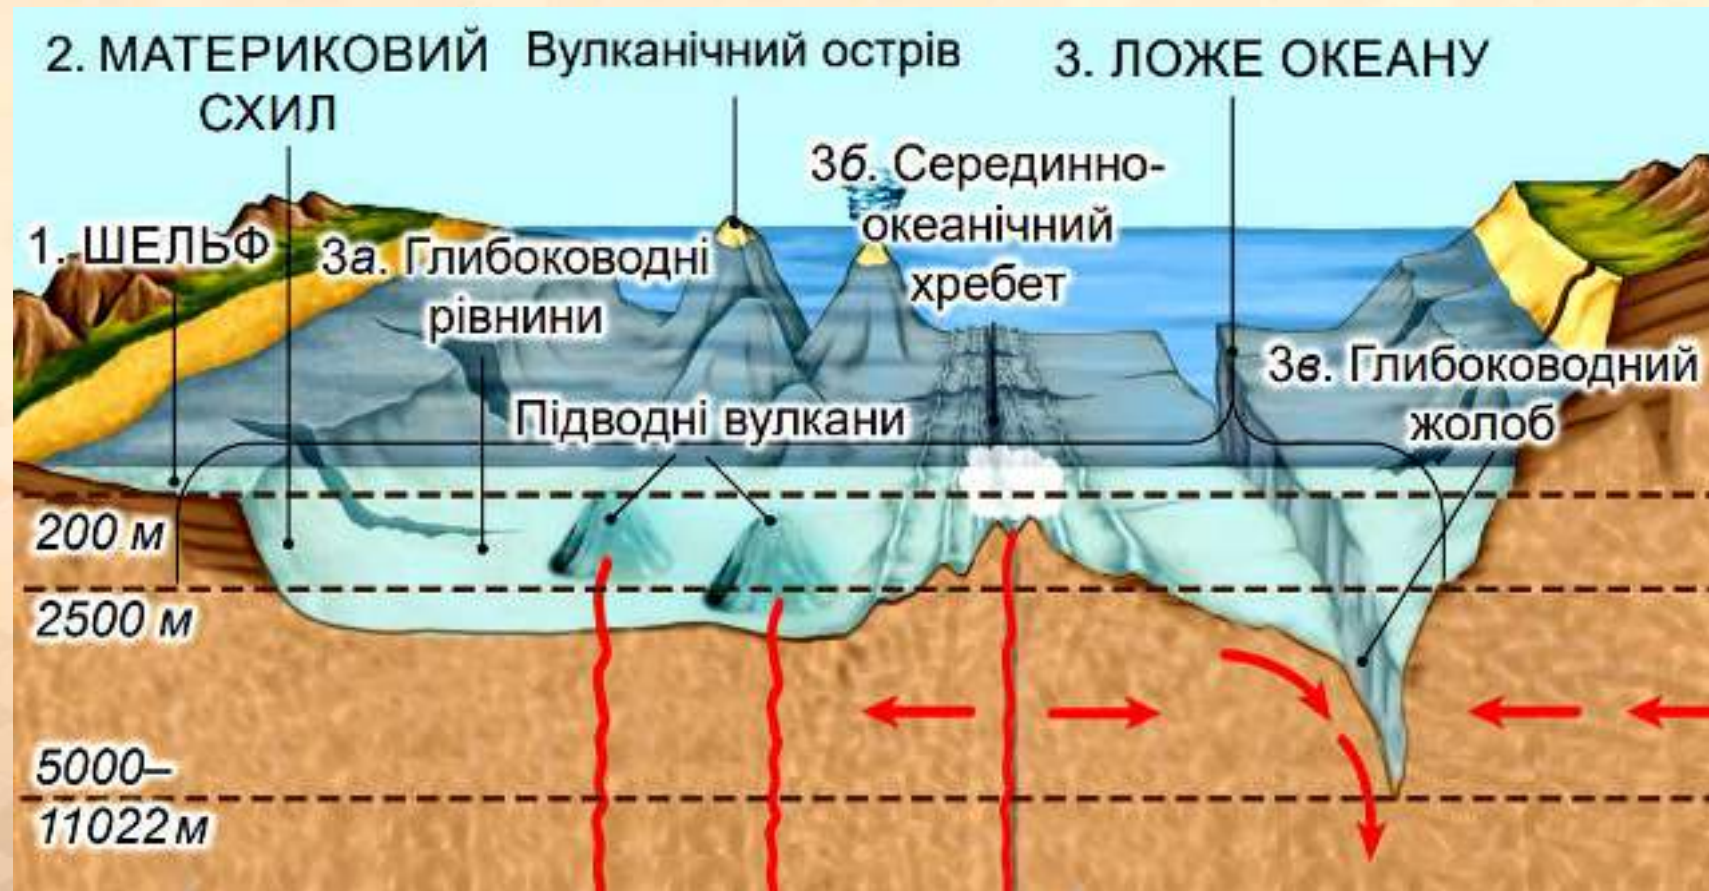 2. МАТЕРИКОВИЙ
СХИЛ
Вулканічний острів
3. ЛОЖЕ ОКЕАНУ
3б. Серединно-
океанічний
хребет
1. ШЕЛЬФ
3а. Глибоководні
рівнини
3в. Глибоководний
жолоб
Підводні вулкани
200 м
2500 м
5000–
11022 м